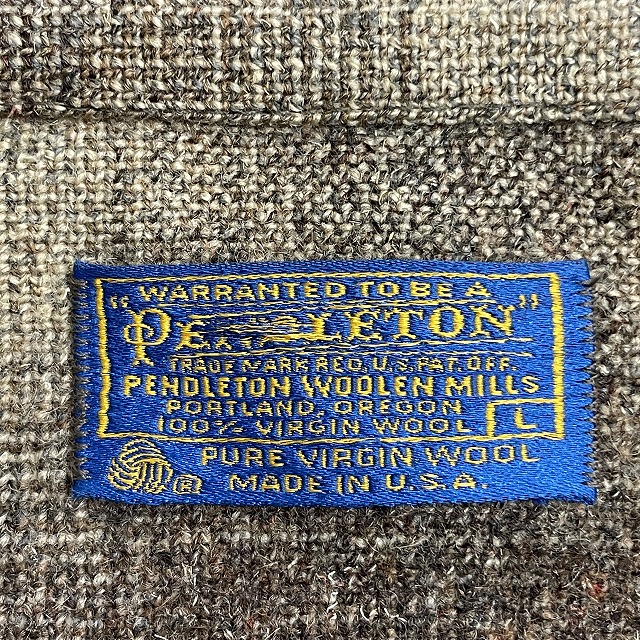 WARRANTED TO BE A
"PENDLETON"
TRADE MARK REG. U.S. PAT. OFF.
PENDLETON WOOLEN MILLS
PORTLAND, OREGON
100% VIRGIN WOOL L
PURE VIRGIN WOOL
® MADE IN U.S.A.